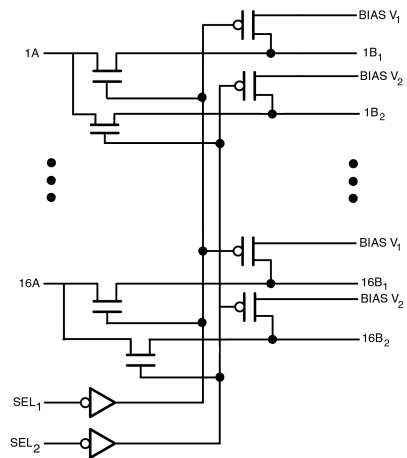 BIAS V1
1A
1B1
BIAS V2
1B2
BIAS V1
16A
16B1
BIAS V2
16B2
SEL1
SEL2